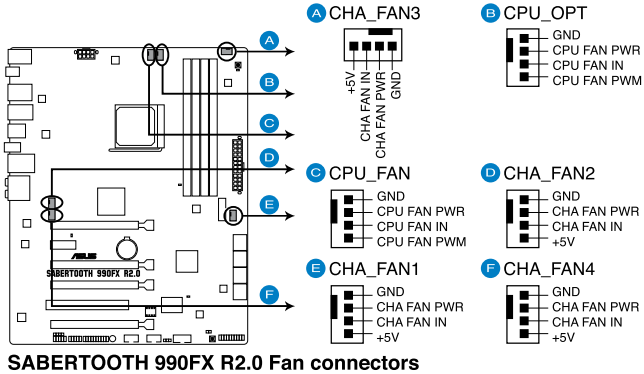 A
B
C
D
E
F
/ISUS
SABERTOOTH 990FX R2.0
A CHA_FAN3
+5V
CHA FAN IN
CHA FAN PWR
GND
B CPU_OPT
GND
CPU FAN PWR
CPU FAN IN
CPU FAN PWM
C CPU_FAN
GND
CPU FAN PWR
CPU FAN IN
CPU FAN PWM
D CHA_FAN2
GND
CHA FAN PWR
CHA FAN IN
+5V
E CHA_FAN1
GND
CHA FAN PWR
CHA FAN IN
+5V
F CHA_FAN4
GND
CHA FAN PWR
CHA FAN IN
+5V
SABERTOOTH 990FX R2.0 Fan connectors